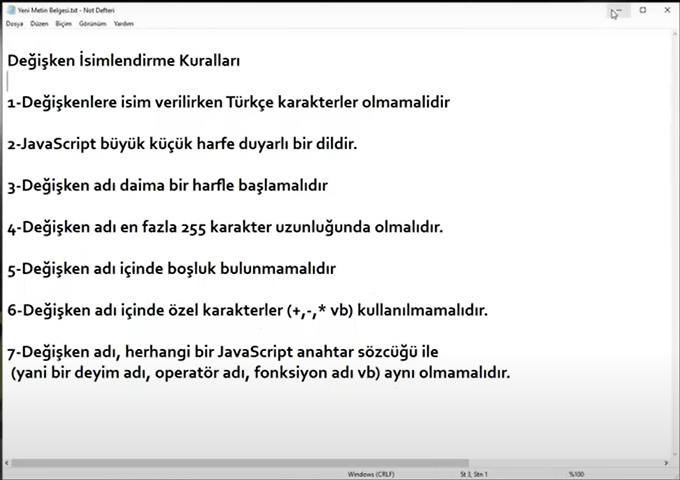 Yeni Metin Belgesi.txt - Not Defteri
Dosya Düzen Biçim Görünüm Yardım
Değişken İsimlendirme Kuralları
1-Değişkenlere isim verilirken Türkçe karakterler olmamalidir
2-JavaScript büyük küçük harfe duyarlı bir dildir.
3-Değişken adı daima bir harfle başlamalıdır
4-Değişken adı en fazla 255 karakter uzunluğunda olmalıdır.
5-Değişken adı içinde boşluk bulunmamalıdır
6-Değişken adı içinde özel karakterler (+,-,* vb) kullanılmamalıdır.
7-Değişken adı, herhangi bir JavaScript anahtar sözcüğü ile
(yani bir deyim adı, operatör adı, fonksiyon adı vb) aynı olmamalıdır.
Windows (CRLF) St 3, Stn 1 %100